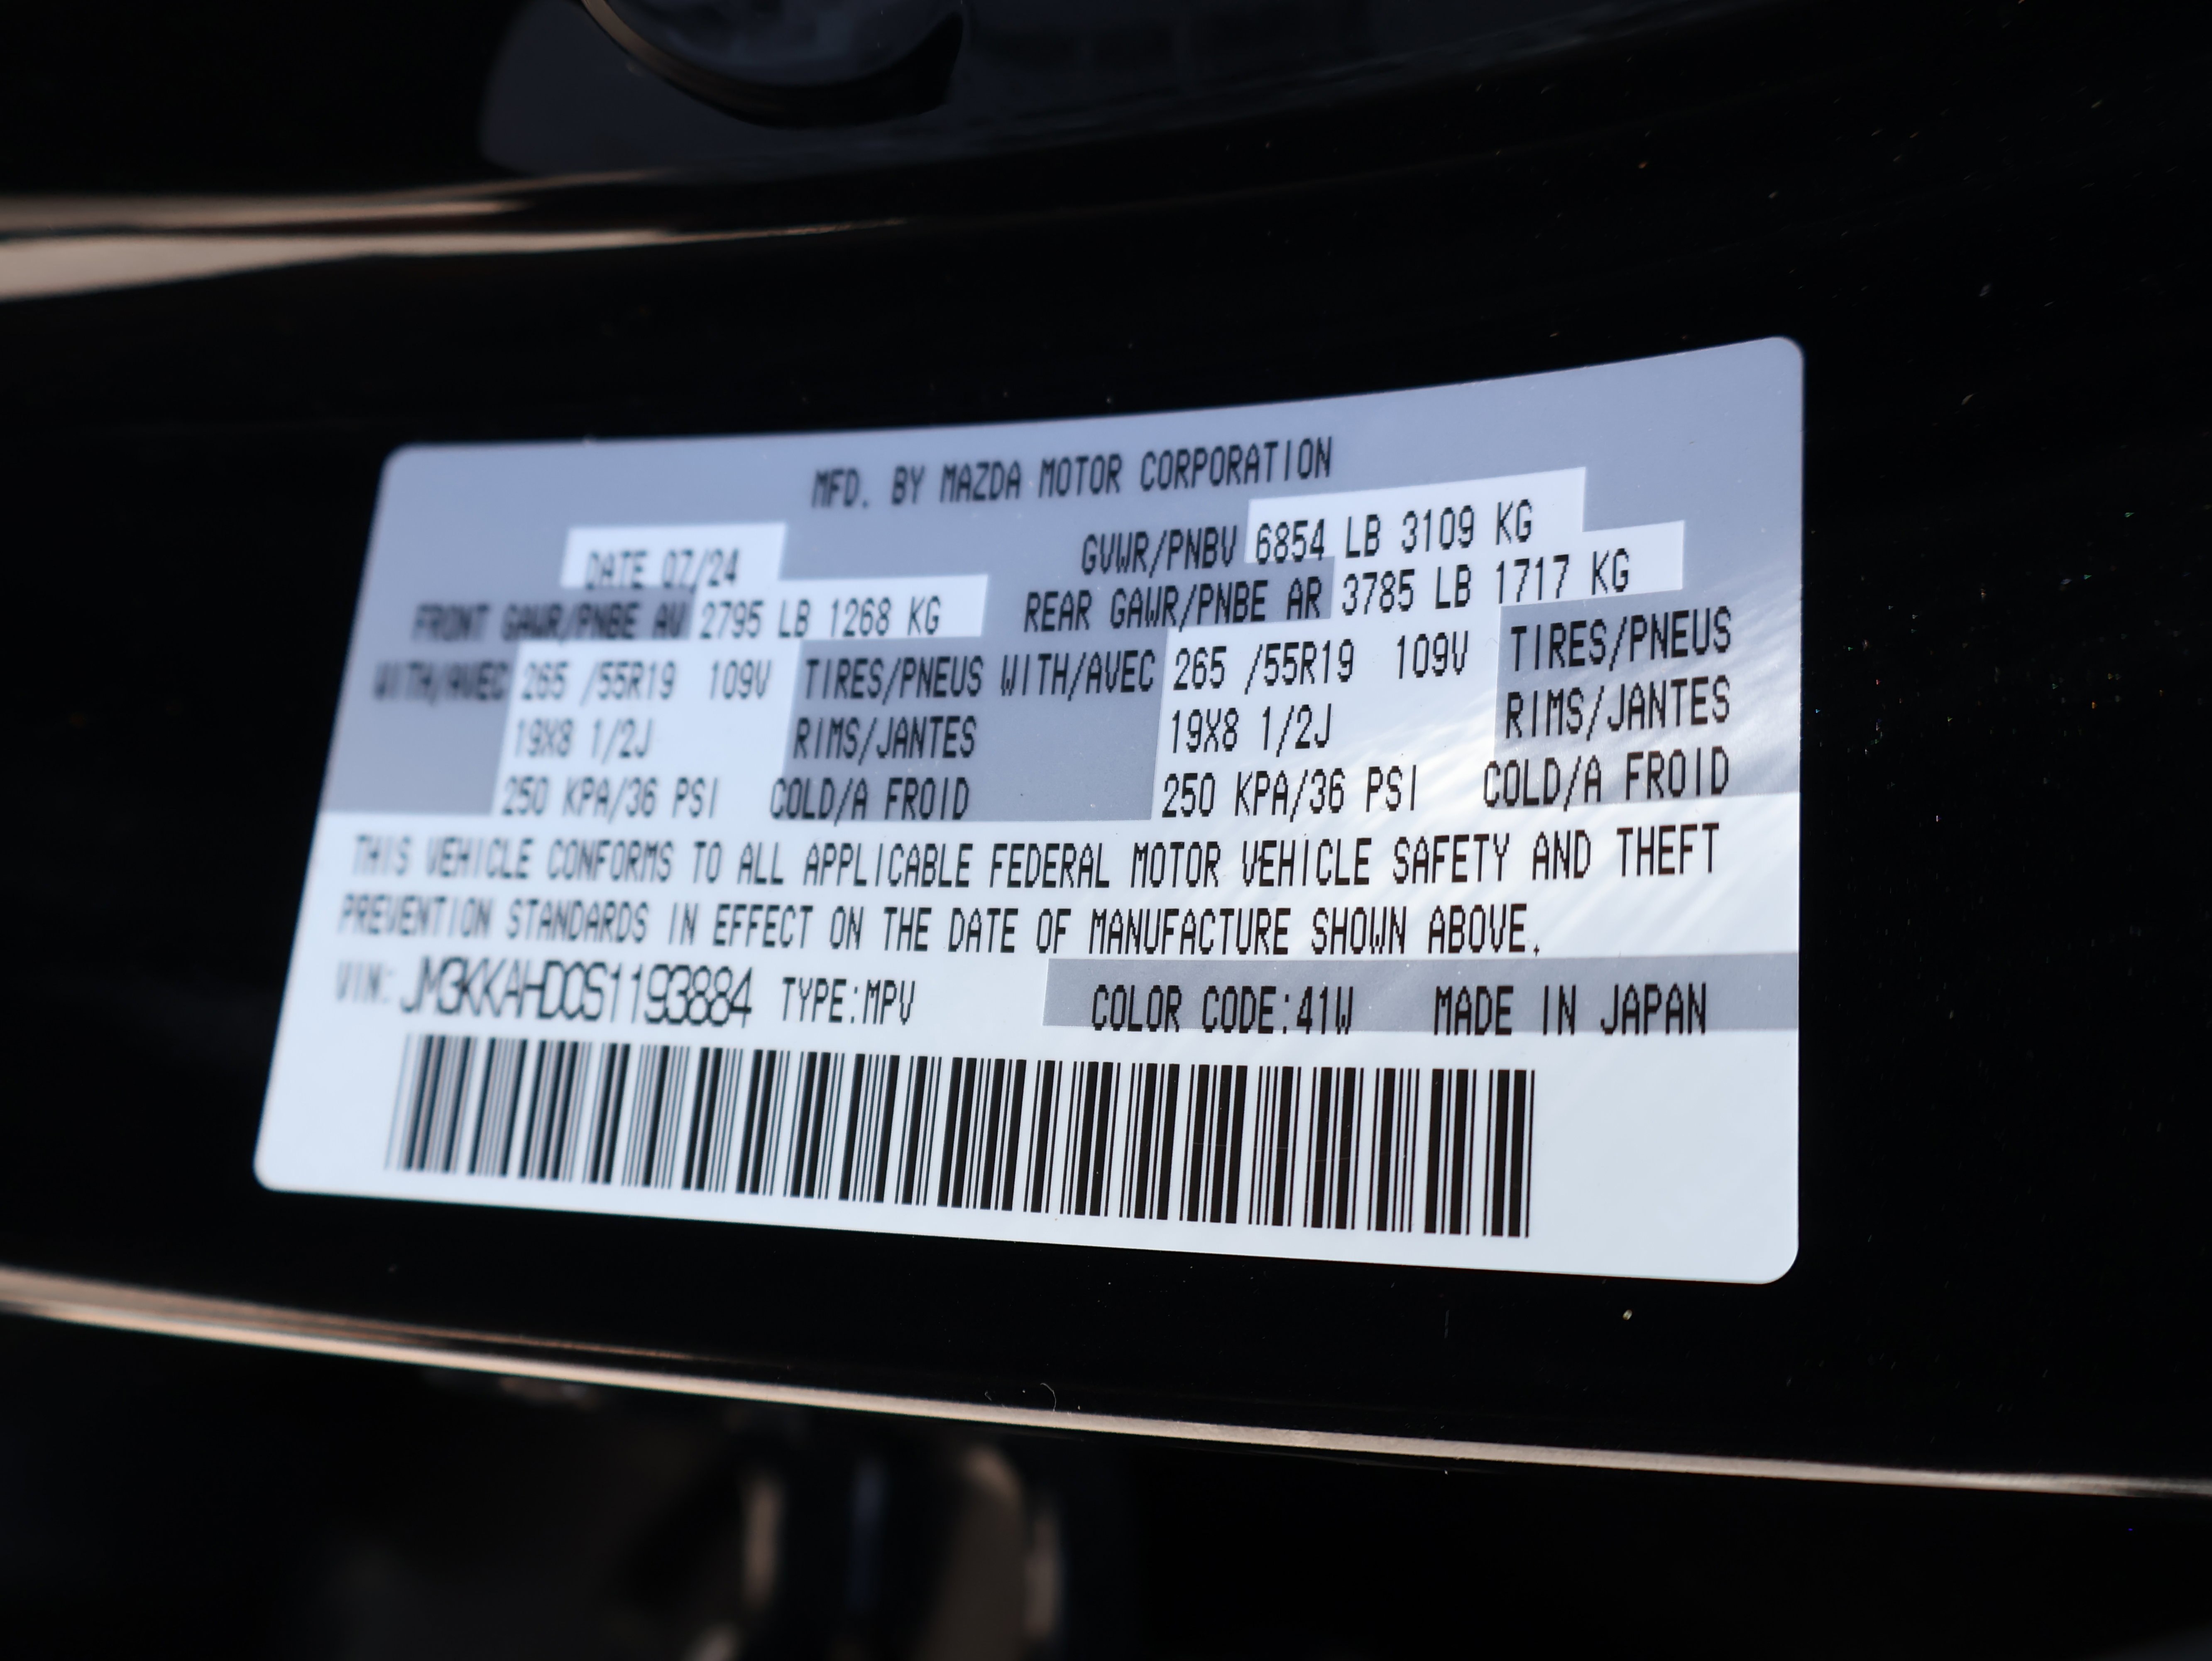 MFD. BY MAZDA MOTOR CORPORATION
DATE 07/24 GVWR/PNBV 6854 LB 3109 KG
FRONT GAWR/PNBE AV 2795 LB 1268 KG REAR GAWR/PNBE AR 3785 LB 1717 KG
WITH/AVEC 265 /55R19 109V TIRES/PNEUS WITH/AVEC 265 /55R19 109V TIRES/PNEUS
19X8 1/2J RIMS/JANTES 19X8 1/2J RIMS/JANTES
250 KPA/36 PSI COLD/A FROID 250 KPA/36 PSI COLD/A FROID
THIS VEHICLE CONFORMS TO ALL APPLICABLE FEDERAL MOTOR VEHICLE SAFETY AND THEFT
PREVENTION STANDARDS IN EFFECT ON THE DATE OF MANUFACTURE SHOWN ABOVE.
VIN: JM3KKAHD0S1193884 TYPE:MPV COLOR CODE:41W MADE IN JAPAN